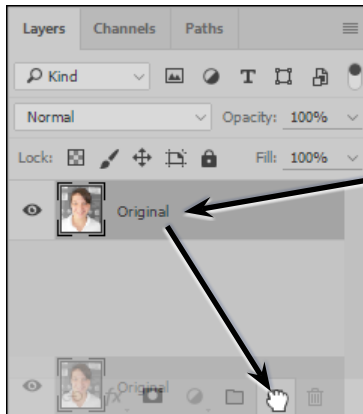 Layers Channels Paths
Kind
Normal Opacity: 100%
Lock: Fill: 100%
Original
Original
fx